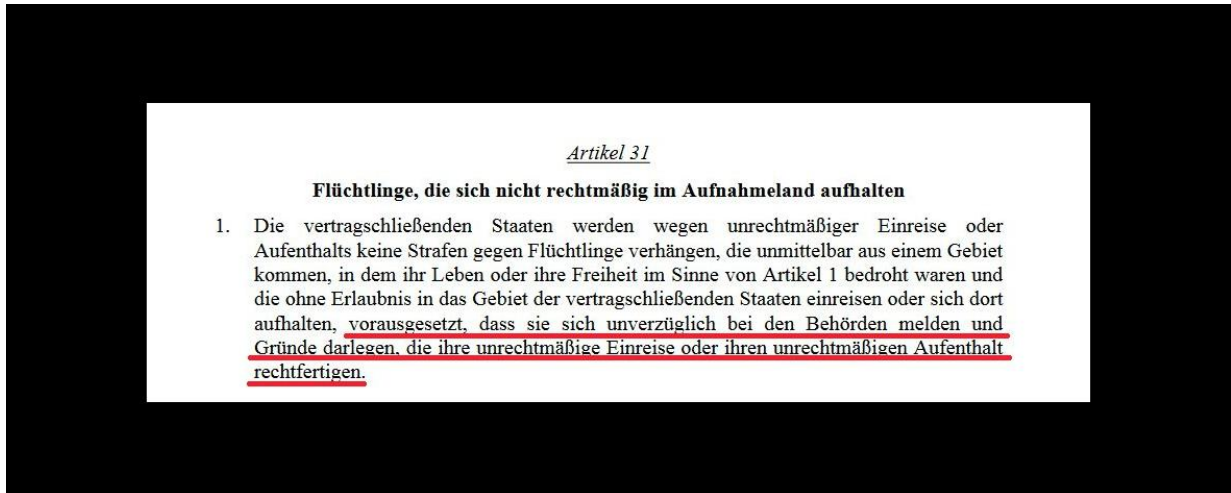 Artikel 31
Flüchtlinge, die sich nicht rechtmäßig im Aufnahmeland aufhalten
1. Die vertragschließenden Staaten werden wegen unrechtmäßiger Einreise oder
Aufenthalts keine Strafen gegen Flüchtlinge verhängen, die unmittelbar aus einem Gebiet
kommen, in dem ihr Leben oder ihre Freiheit im Sinne von Artikel 1 bedroht waren und
die ohne Erlaubnis in das Gebiet der vertragschließenden Staaten einreisen oder sich dort
aufhalten, vorausgesetzt, dass sie sich unverzüglich bei den Behörden melden und
Gründe darlegen, die ihre unrechtmäßige Einreise oder ihren unrechtmäßigen Aufenthalt
rechtfertigen.